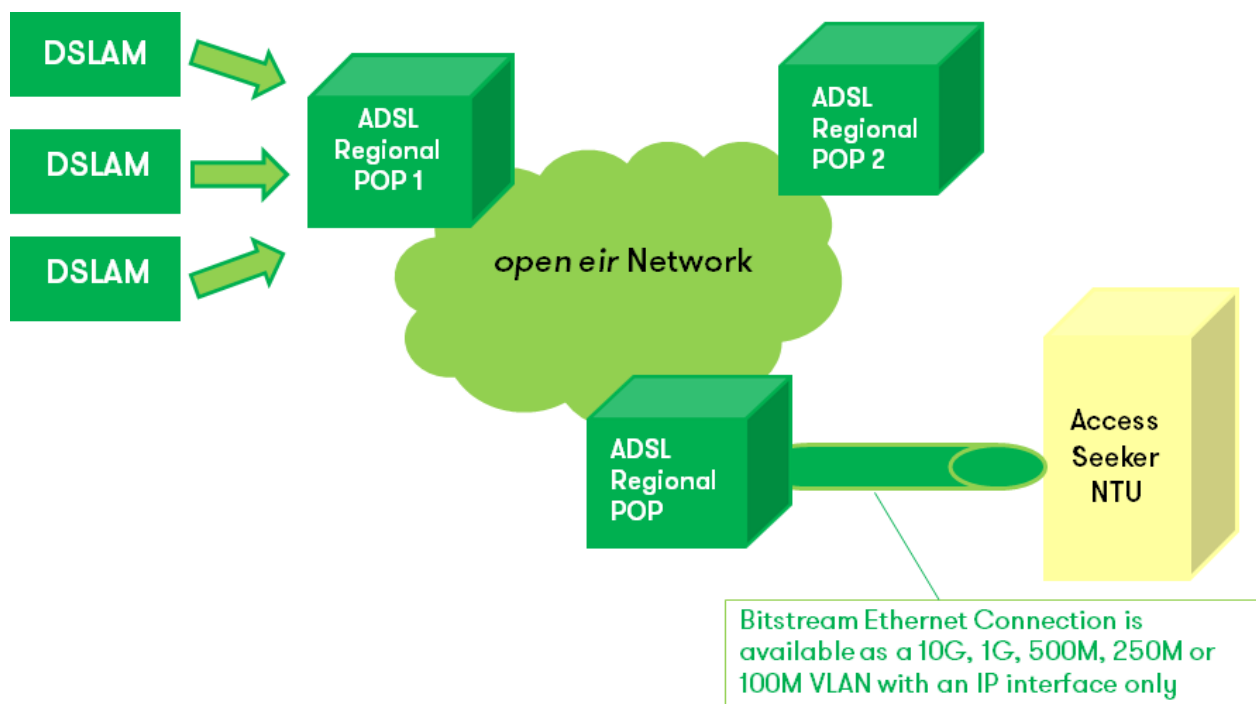 DSLAM
DSLAM
DSLAM
ADSL
Regional
POP 1
ADSL
Regional
POP 2
open eir Network
ADSL
Regional
POP
Access
Seeker
NTU
Bitstream Ethernet Connection is
available as a 10G, 1G, 500M, 250M or
100M VLAN with an IP interface only